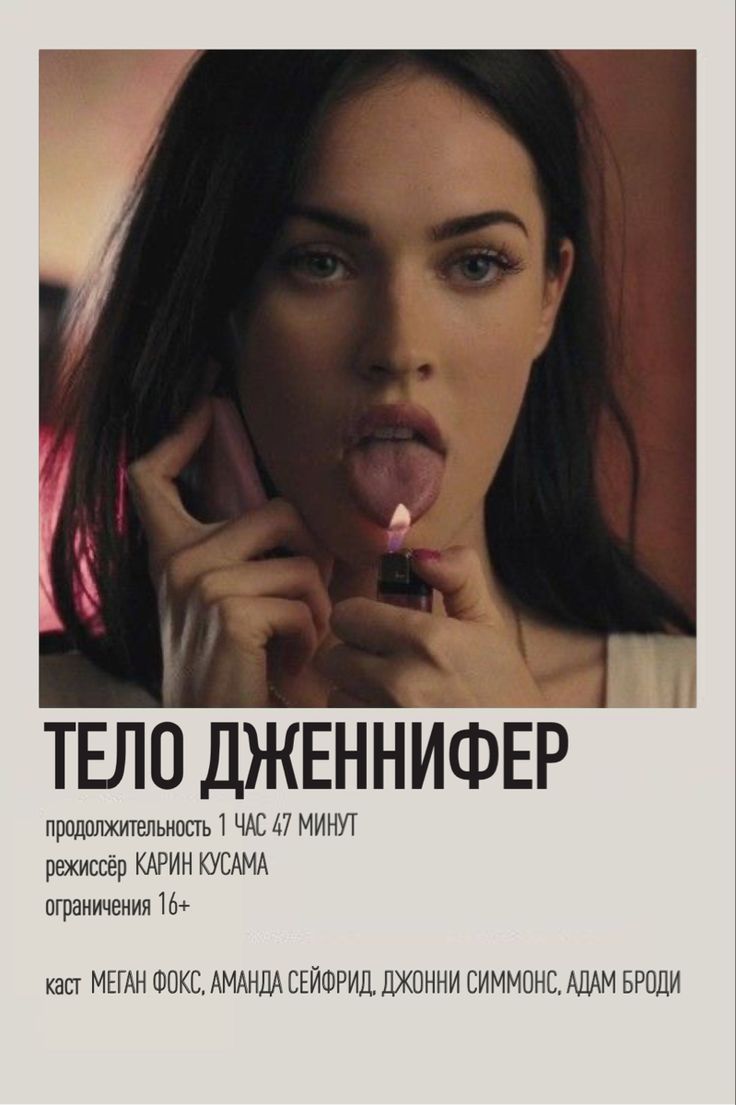 ТЕЛО ДЖЕННИФЕР
продолжительность 1 ЧАС 47 МИНУТ
режиссёр КАРИН КУСАМА
ограничения 16+
каст МЕГАН ФОКС, АМАНДА СЕЙФРИД, ДЖОННИ СИММОНС, АДАМ БРОДИ